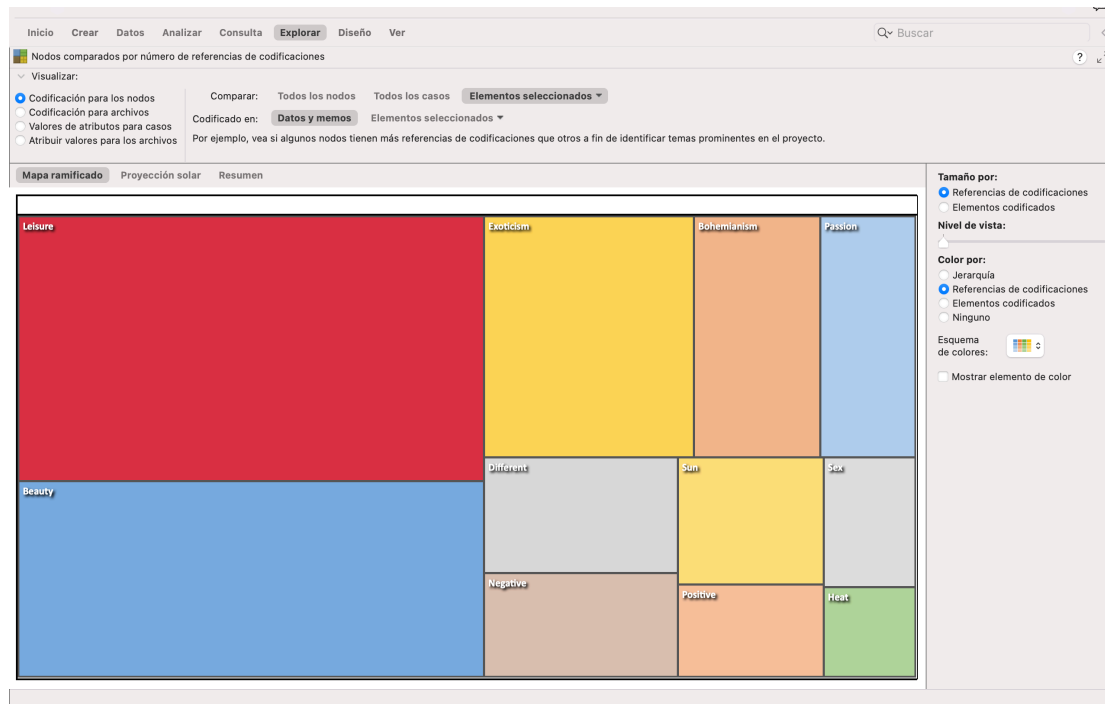 Inicio Crear Datos Analizar Consulta Explorar Diseño Ver Buscar
Nodos comparados por número de referencias de codificaciones ?
Visualizar:
Codificación para los nodos
Codificación para archivos
Valores de atributos para casos
Atribuir valores para los archivos
Comparar: Todos los nodos Todos los casos Elementos seleccionados
Codificado en: Datos y memos Elementos seleccionados
Por ejemplo, vea si algunos nodos tienen más referencias de codificaciones que otros a fin de identificar temas prominentes en el proyecto.
Mapa ramificado Proyección solar Resumen
Leisure Exoticism Bohemianism Passion
Different Sun Sex
Beauty
Negative
Positive Heat
Tamaño por:
Referencias de codificaciones
Elementos codificados
Nivel de vista:
Color por:
Jerarquía
Referencias de codificaciones
Elementos codificados
Ninguno
Esquema
de colores:
Mostrar elemento de color